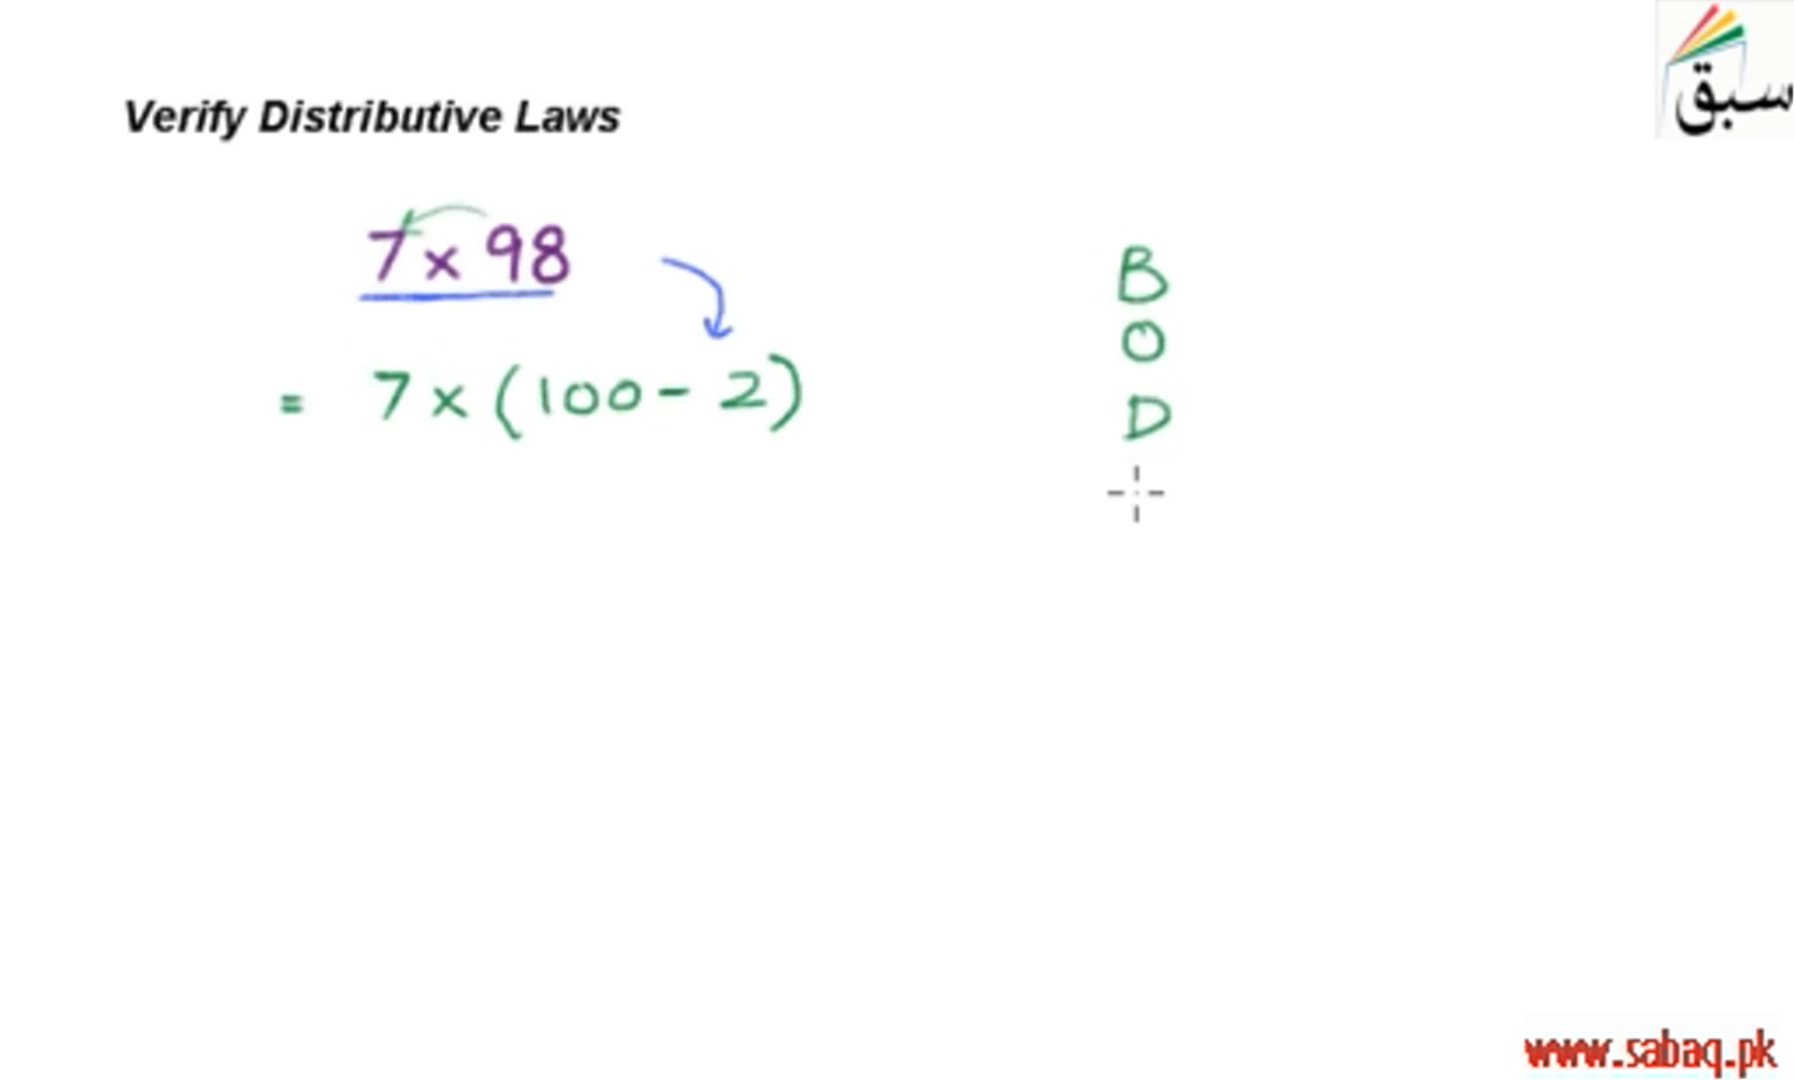 سبق
Verify Distributive Laws
7 x 98
= 7 x (100 - 2)
B
O
D
www.sabaq.pk